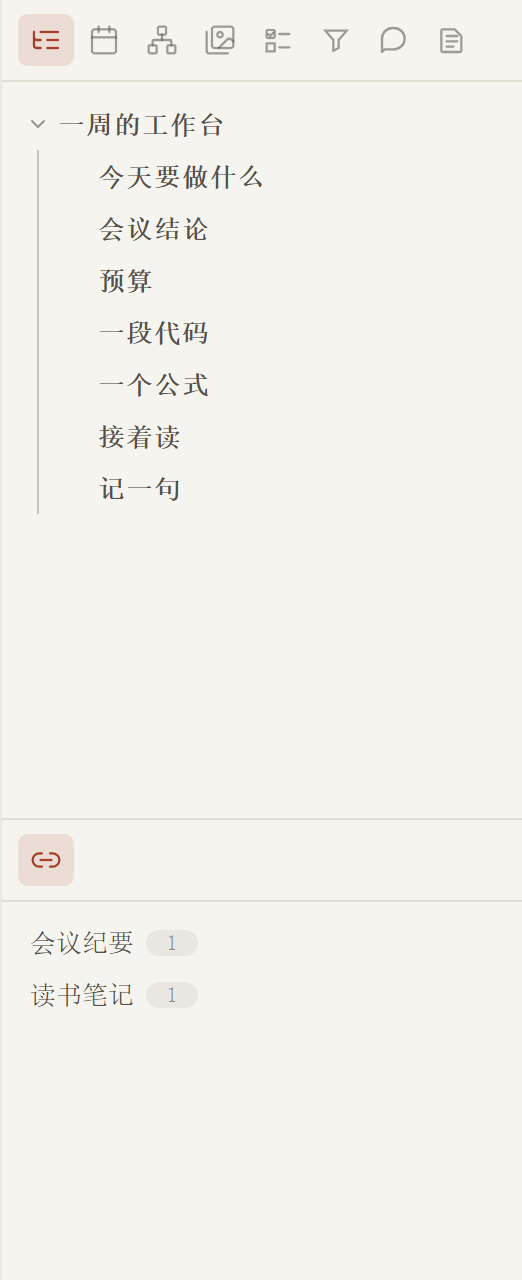 一周的工作台
今天要做什么
会议结论
预算
一段代码
一个公式
接着读
记一句
会议纪要 1
读书笔记 1